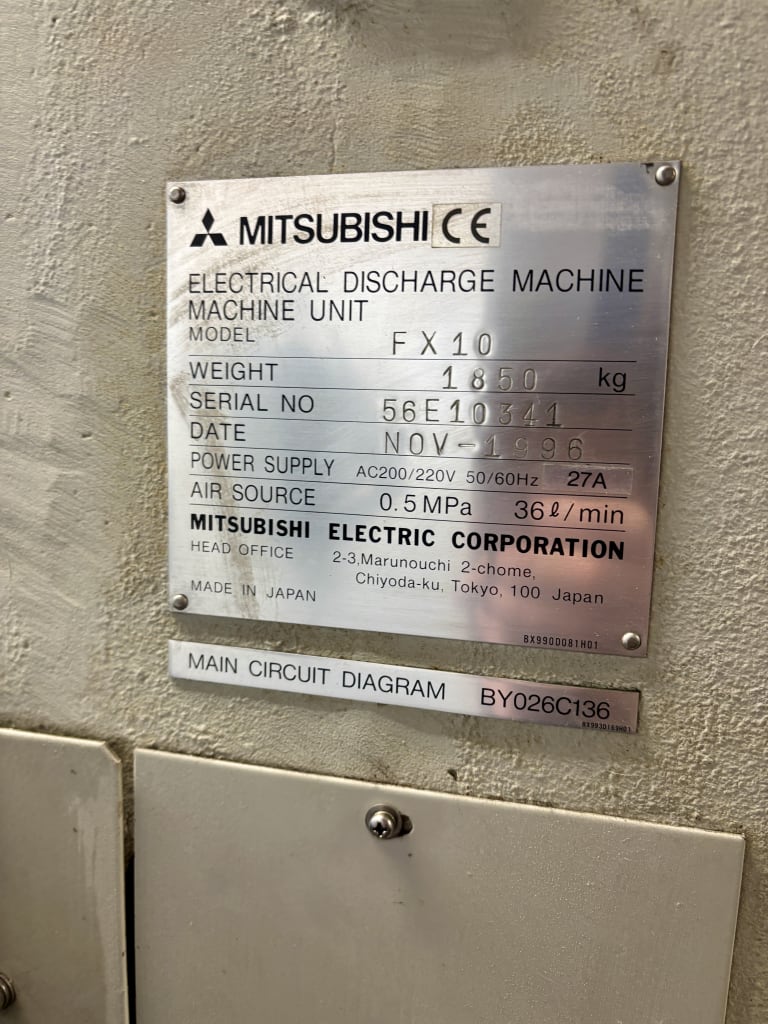 MITSUBISHI CE
ELECTRICAL DISCHARGE MACHINE
MACHINE UNIT
MODEL FX10
WEIGHT 1850 kg
SERIAL NO 56E10341
DATE NOV-1996
POWER SUPPLY AC200/220V 50/60Hz 27A
AIR SOURCE 0.5MPa 36ℓ/min
MITSUBISHI ELECTRIC CORPORATION
HEAD OFFICE 2-3,Marunouchi 2-chome,
Chiyoda-ku, Tokyo, 100 Japan
MADE IN JAPAN
BX9900081H01
MAIN CIRCUIT DIAGRAM BY026C136